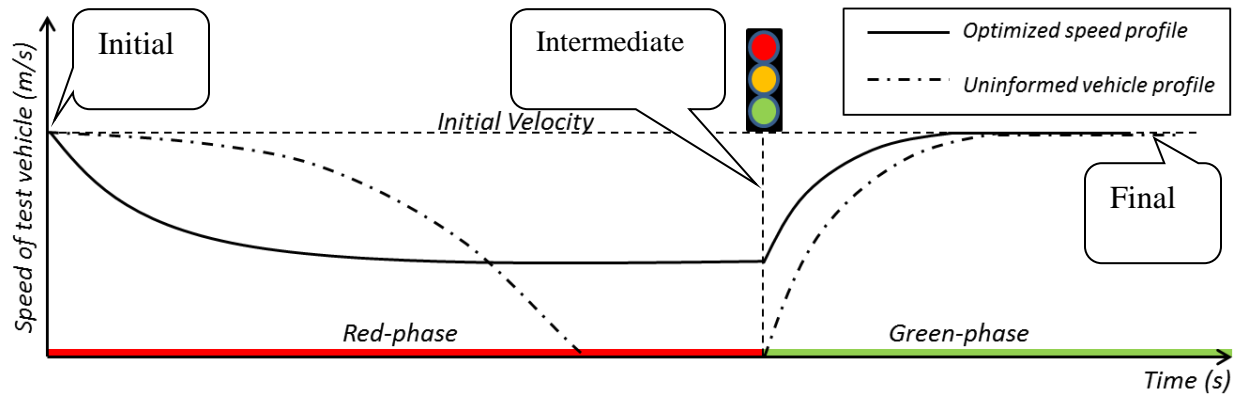 Initial
Intermediate
Optimized speed profile
Uninformed vehicle profile
Initial Velocity
Speed of test vehicle (m/s)
Final
Red-phase
Green-phase
Time (s)